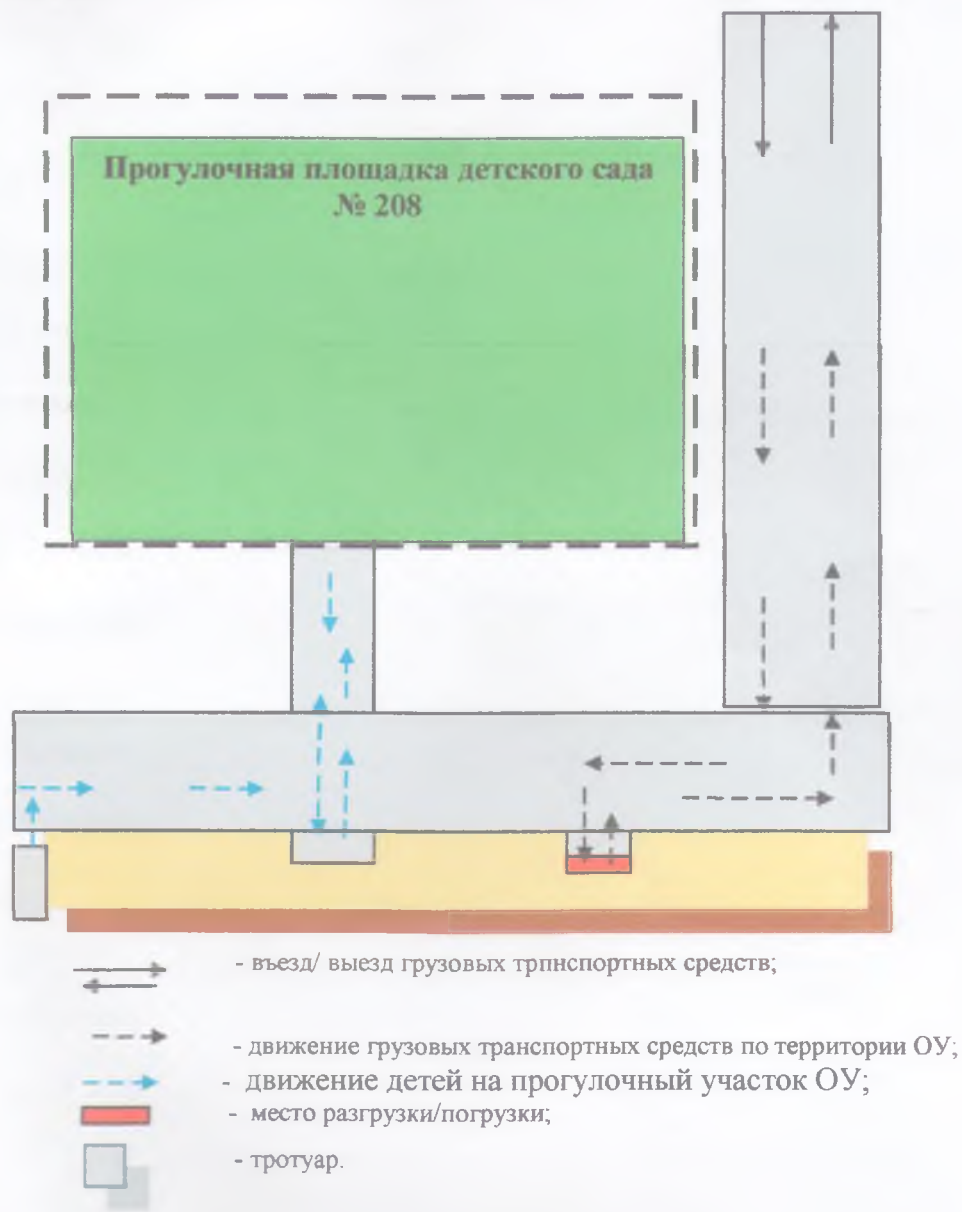 Прогулочная площадка детского сада
№ 208
- въезд/ выезд грузовых трпнспортных средств;
- движение грузовых транспортных средств по территории ОУ;
- движение детей на прогулочный участок ОУ;
- место разгрузки/погрузки;
- тротуар.